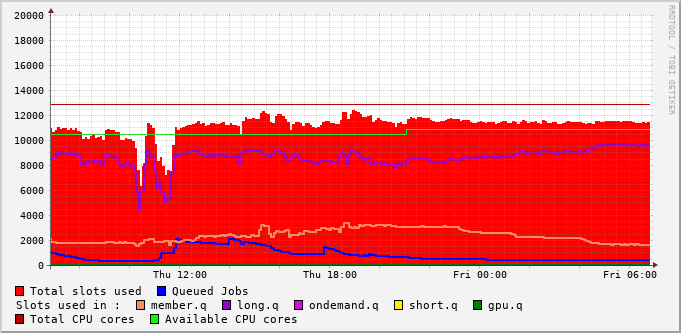 RRDTOOL / TOBI OETIKER
20000
18000
16000
14000
12000
10000
8000
6000
4000
2000
0
Thu 12:00 Thu 18:00 Fri 00:00 Fri 06:00
Total slots used Queued Jobs
Slots used in : member.q long.q ondemand.q short.q gpu.q
Total CPU cores Available CPU cores